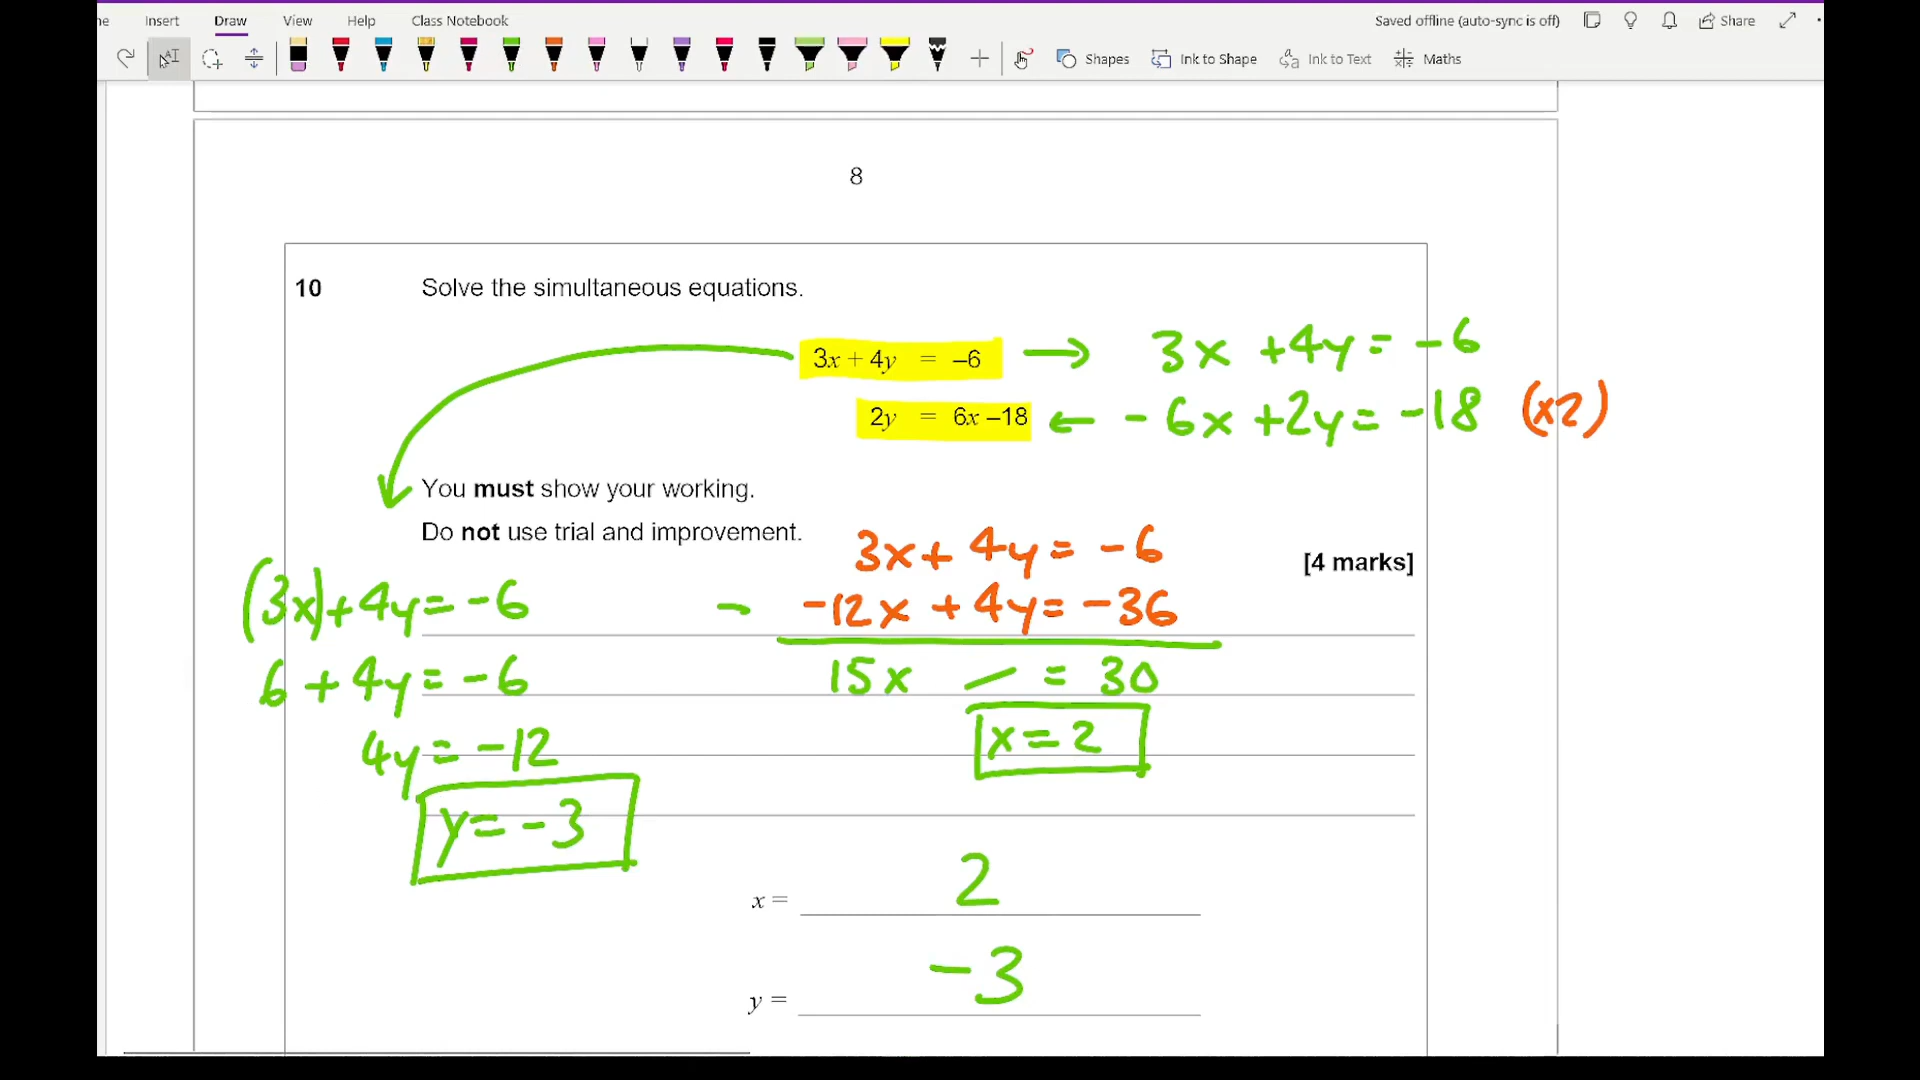 Insert Draw View Help Class Notebook Saved offline (auto-sync is off) Share
Shapes Ink to Shape Ink to Text Maths
8
10 Solve the simultaneous equations.
3x + 4y = –6 → 3x +4y = -6
2y = 6x –18 ← -6x +2y = -18 (x2)
You must show your working.
Do not use trial and improvement.
[4 marks]
3x + 4y = -6
- -12x + 4y = -36
15x = 30
x = 2
(3x)+4y = -6
6 + 4y = -6
4y = -12
y = -3
x = 2
y = -3